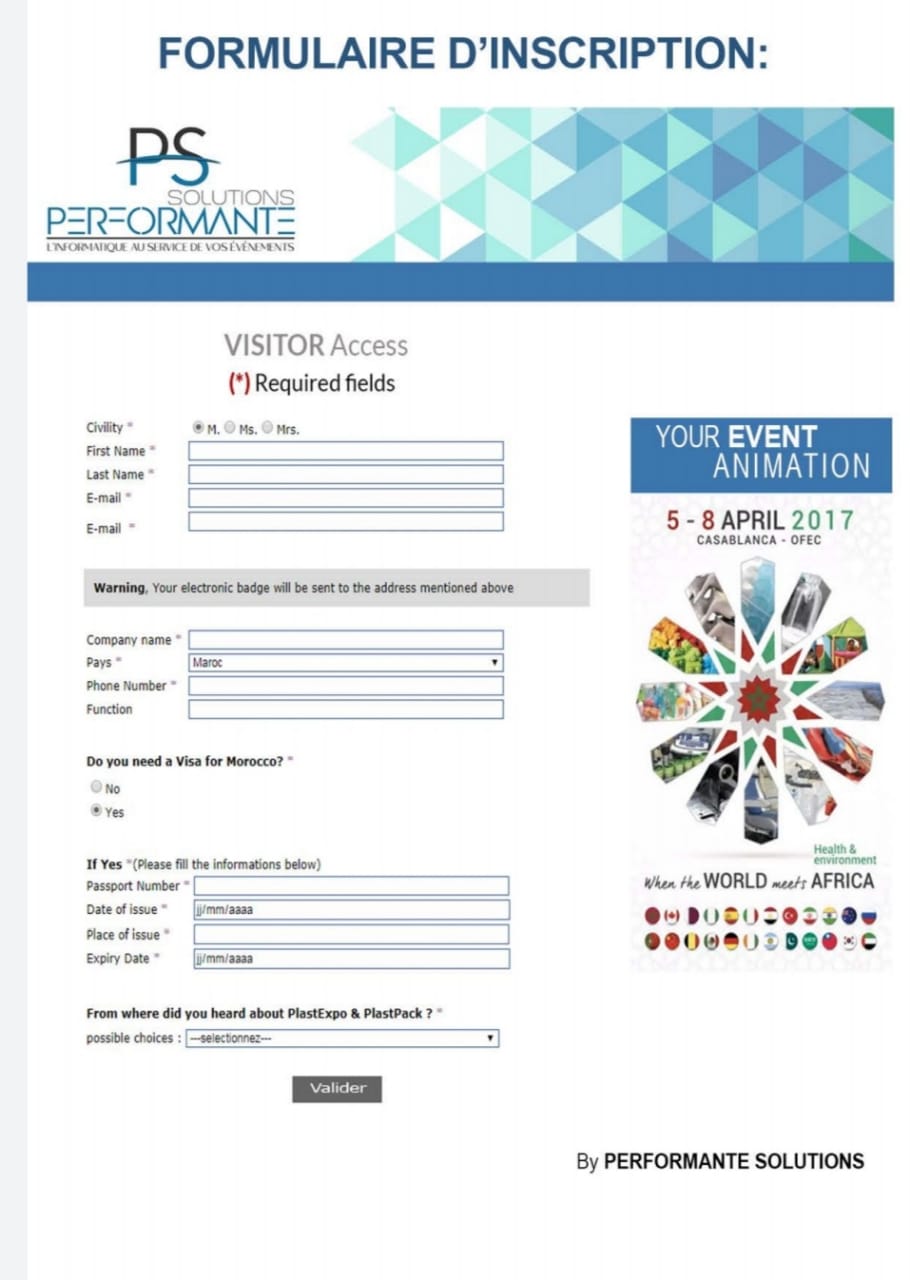 FORMULAIRE D'INSCRIPTION:
PS
SOLUTIONS
PERFORMANTE
L'INFORMATIQUE AU SERVICE DE VOS ÉVÉNEMENTS
VISITOR Access
(*) Required fields
Civility * M. Ms. Mrs.
First Name *
Last Name *
E-mail *
E-mail *
Warning, Your electronic badge will be sent to the address mentioned above
Company name *
Pays * Maroc
Phone Number *
Function
Do you need a Visa for Morocco? *
No
Yes
If Yes *(Please fill the informations below)
Passport Number *
Date of issue * jj/mm/aaaa
Place of issue *
Expiry Date * jj/mm/aaaa
From where did you heard about PlastExpo & PlastPack ? *
possible choices : ---selectionnez---
Valider
YOUR EVENT
ANIMATION
5 - 8 APRIL 2017
CASABLANCA - OFEC
Health &
environment
When the WORLD meets AFRICA
By PERFORMANTE SOLUTIONS